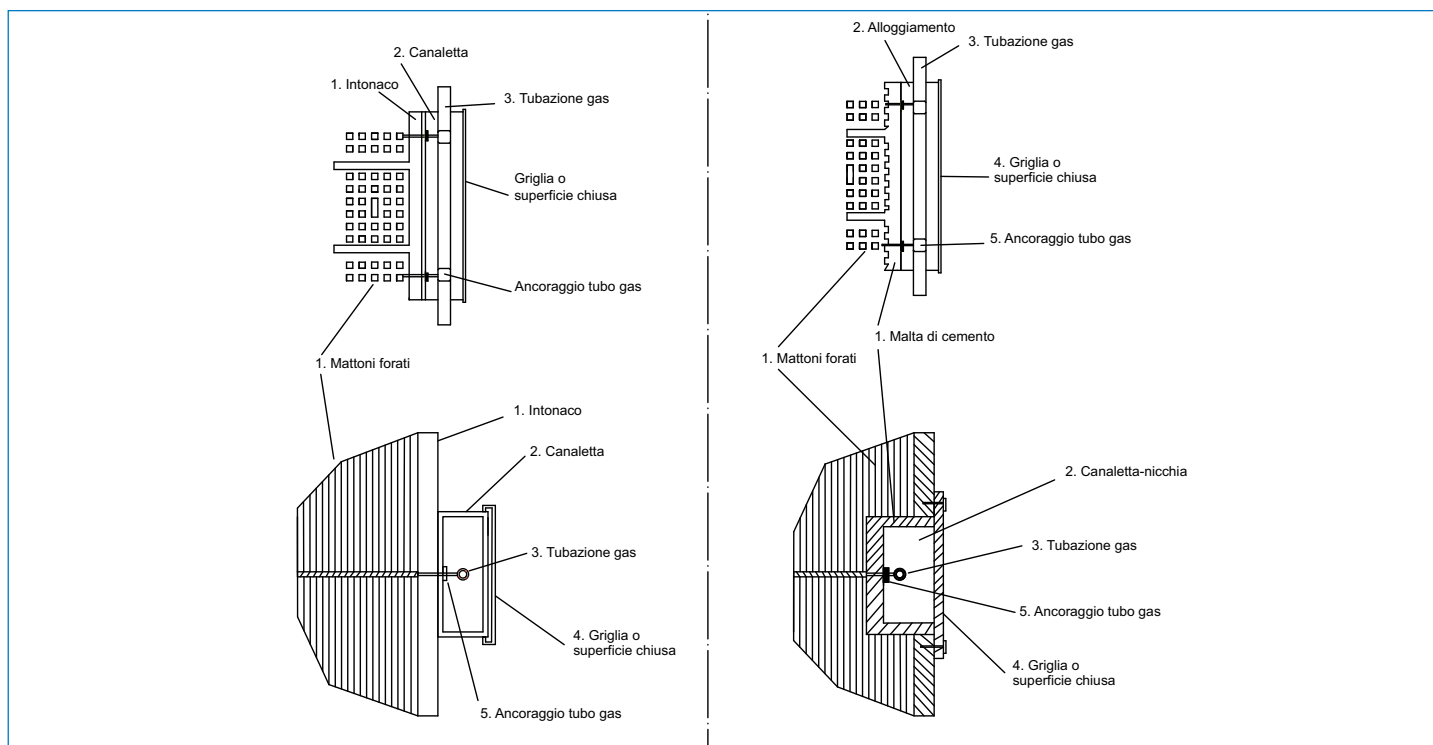 2. Canaletta
1. Intonaco
3. Tubazione gas
Griglia o
superficie chiusa
Ancoraggio tubo gas
1. Mattoni forati
1. Intonaco
2. Canaletta
3. Tubazione gas
4. Griglia o
superficie chiusa
5. Ancoraggio tubo gas
2. Alloggiamento
3. Tubazione gas
4. Griglia o
superficie chiusa
5. Ancoraggio tubo gas
1. Malta di cemento
1. Mattoni forati
2. Canaletta-nicchia
3. Tubazione gas
5. Ancoraggio tubo gas
4. Griglia o
superficie chiusa